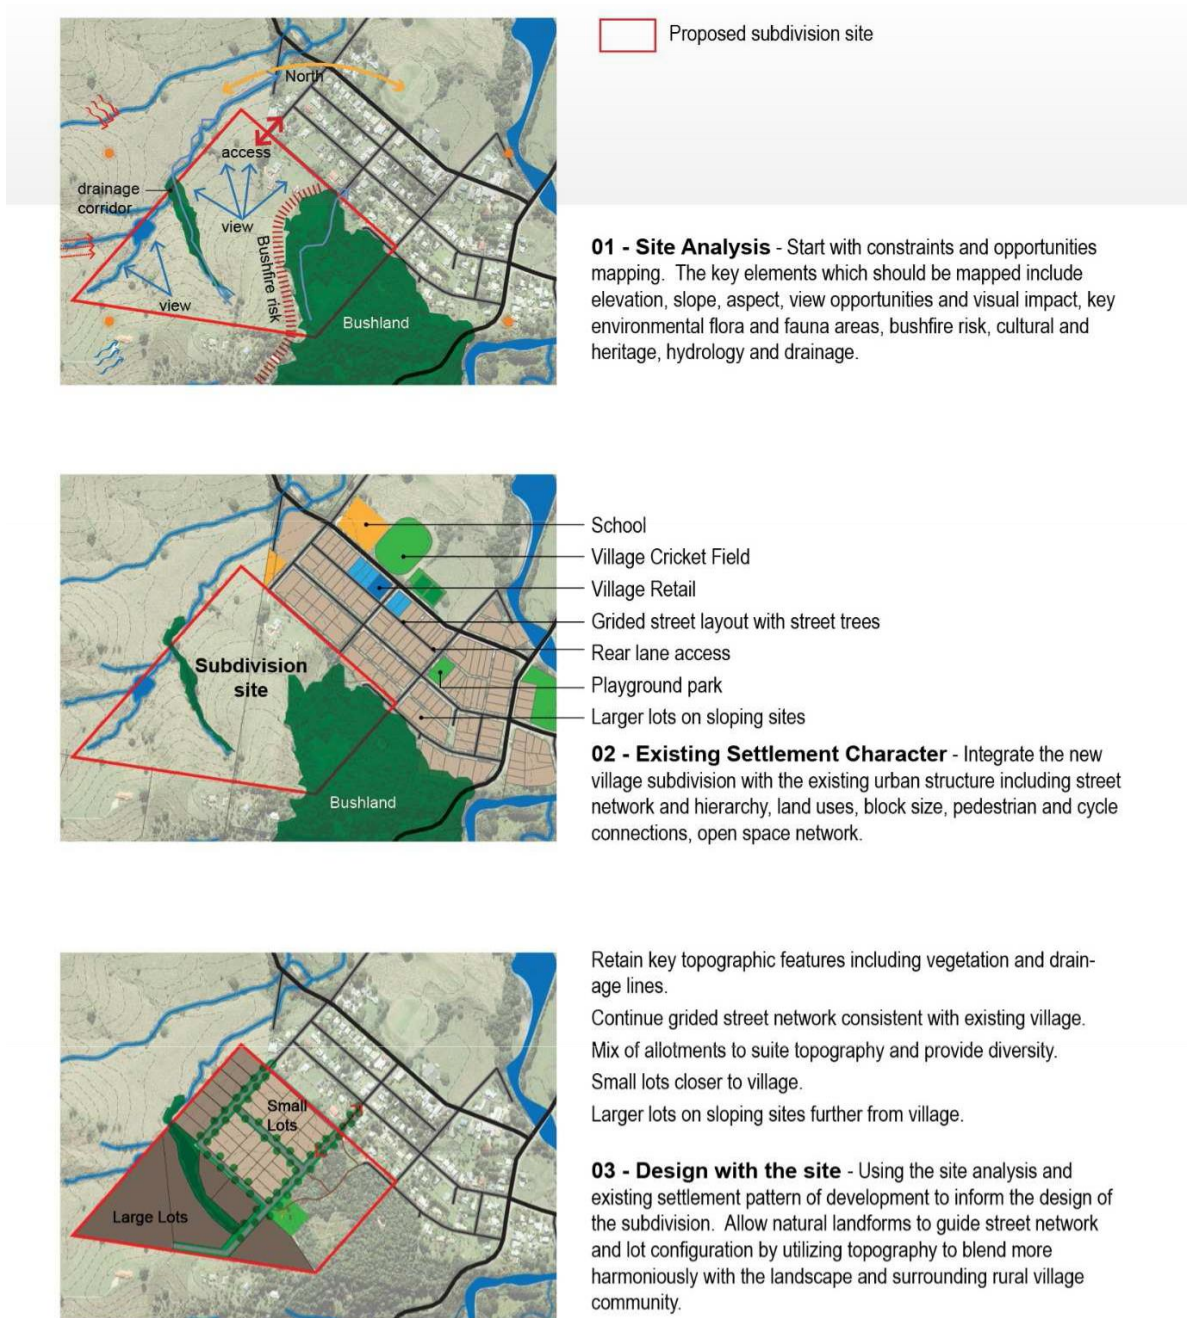 Proposed subdivision site
North
access
drainage
corridor
view
view
Bushfire risk
Bushland
01 - Site Analysis - Start with constraints and opportunities
mapping. The key elements which should be mapped include
elevation, slope, aspect, view opportunities and visual impact, key
environmental flora and fauna areas, bushfire risk, cultural and
heritage, hydrology and drainage.
School
Village Cricket Field
Village Retail
Grided street layout with street trees
Rear lane access
Playground park
Larger lots on sloping sites
Subdivision
site
Bushland
02 - Existing Settlement Character - Integrate the new
village subdivision with the existing urban structure including street
network and hierarchy, land uses, block size, pedestrian and cycle
connections, open space network.
Small
Lots
Large Lots
Retain key topographic features including vegetation and drain-
age lines.
Continue grided street network consistent with existing village.
Mix of allotments to suite topography and provide diversity.
Small lots closer to village.
Larger lots on sloping sites further from village.
03 - Design with the site - Using the site analysis and
existing settlement pattern of development to inform the design of
the subdivision. Allow natural landforms to guide street network
and lot configuration by utilizing topography to blend more
harmoniously with the landscape and surrounding rural village
community.